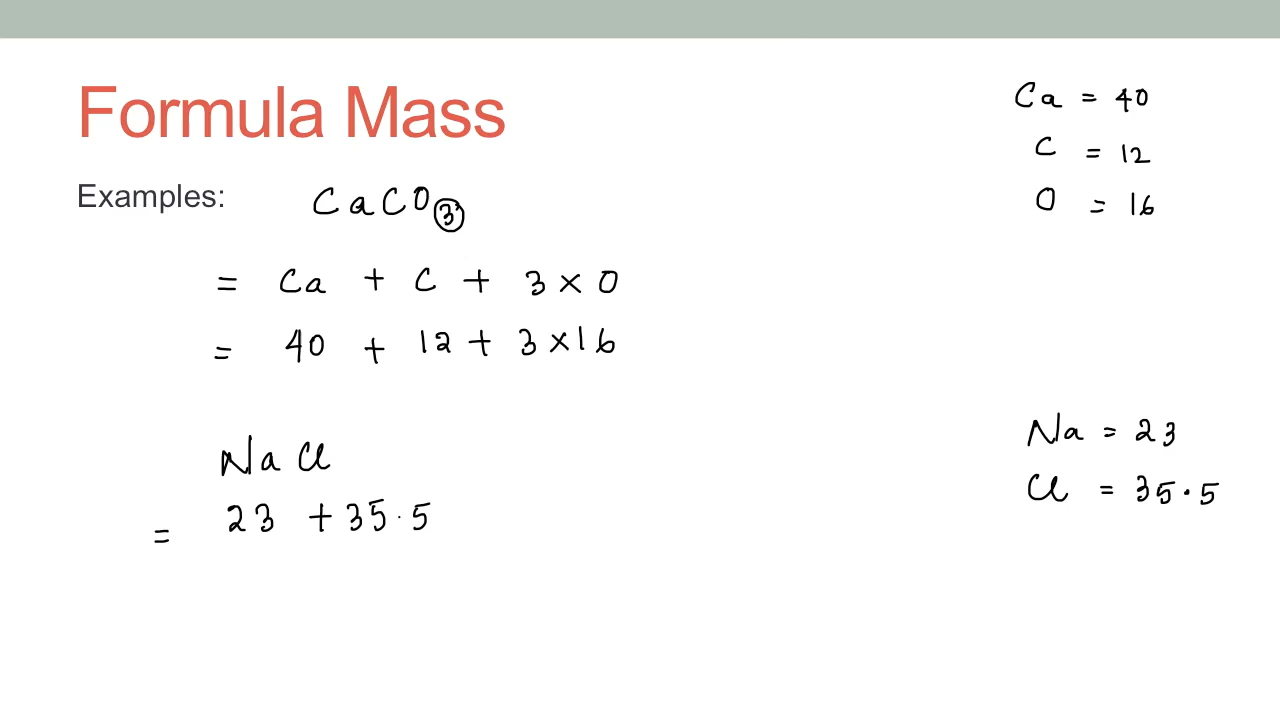 Formula Mass
Ca = 40
C = 12
Examples: CaCO3
O = 16
= Ca + C + 3 × O
= 40 + 12 + 3 × 16
Na = 23
NaCl
Cl = 35.5
= 23 + 35.5